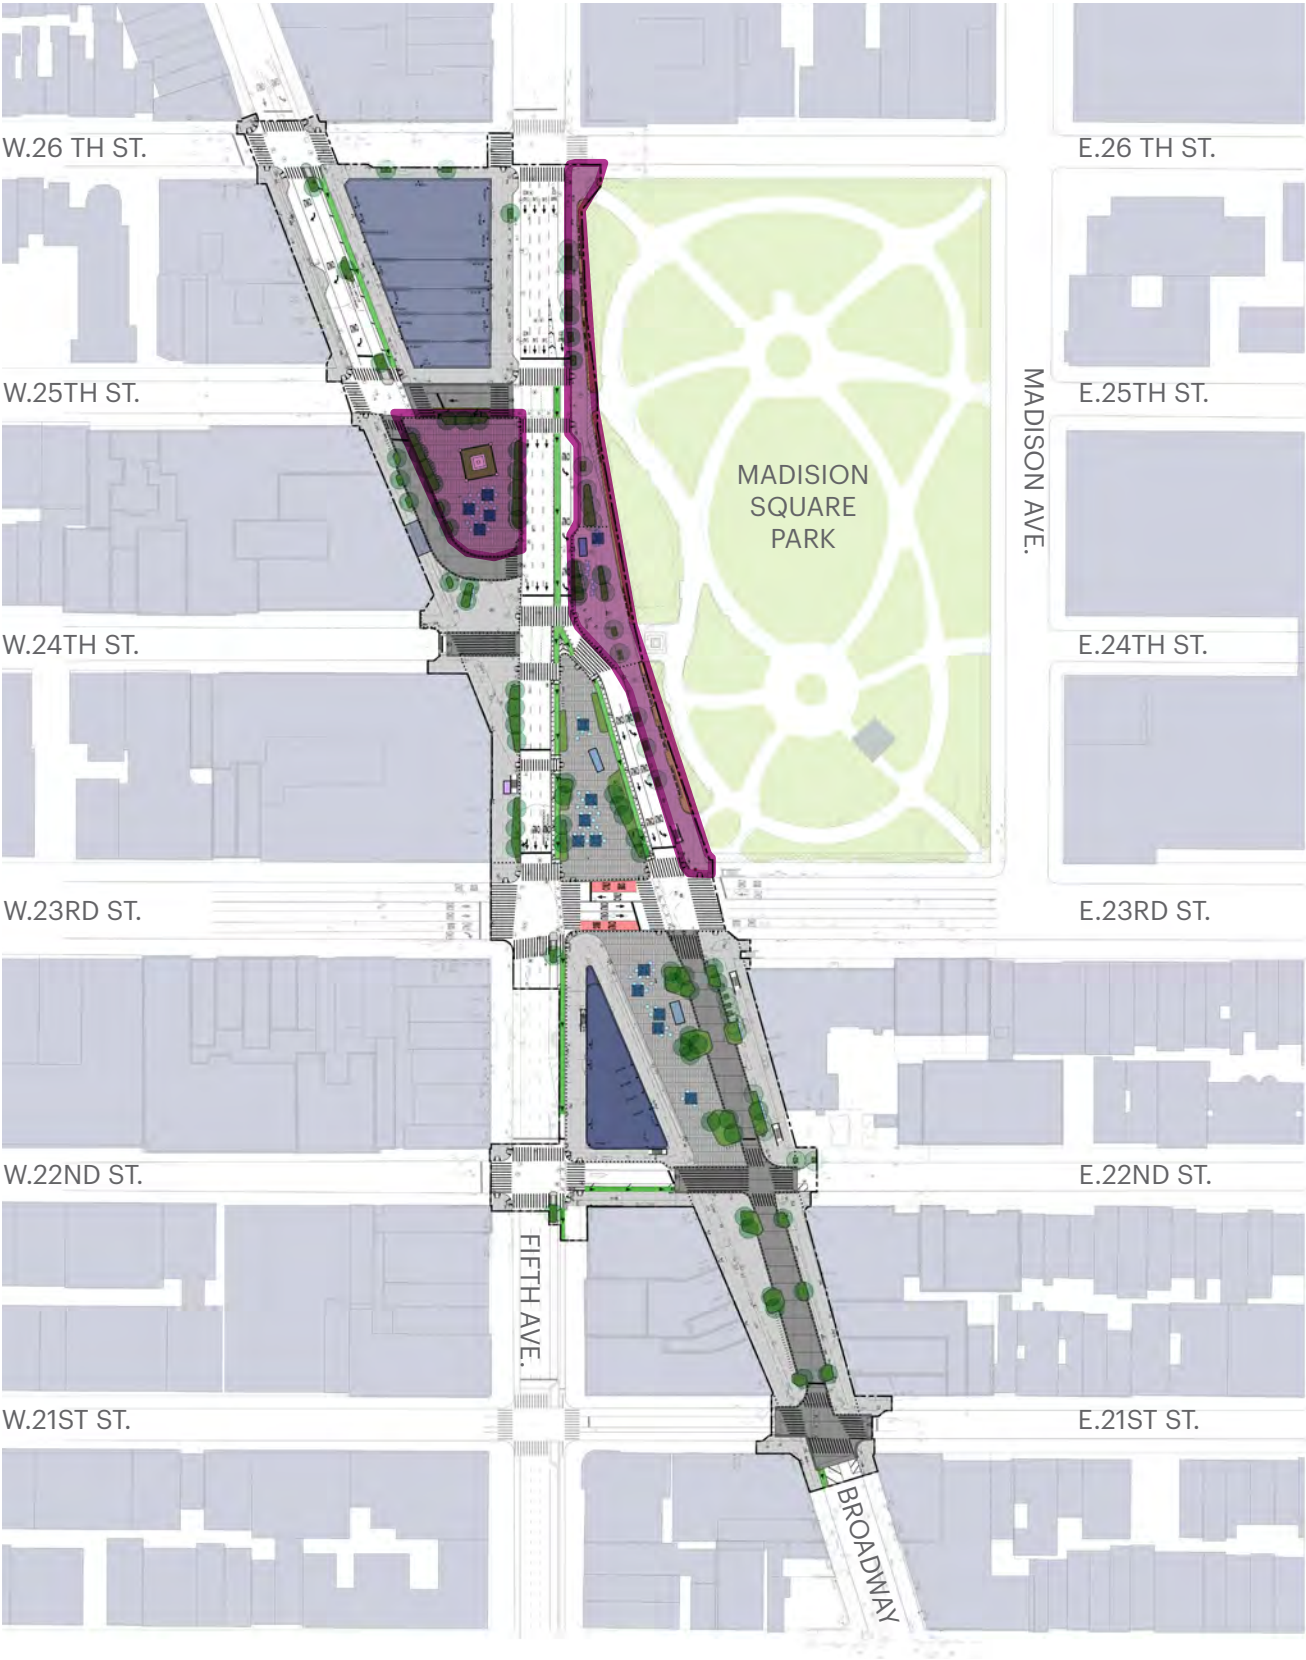 W.26 TH ST.
E.26 TH ST.
W.25TH ST.
E.25TH ST.
MADISON AVE.
MADISION
SQUARE
PARK
W.24TH ST.
E.24TH ST.
W.23RD ST.
E.23RD ST.
W.22ND ST.
E.22ND ST.
FIFTH AVE.
W.21ST ST.
E.21ST ST.
BROADWAY